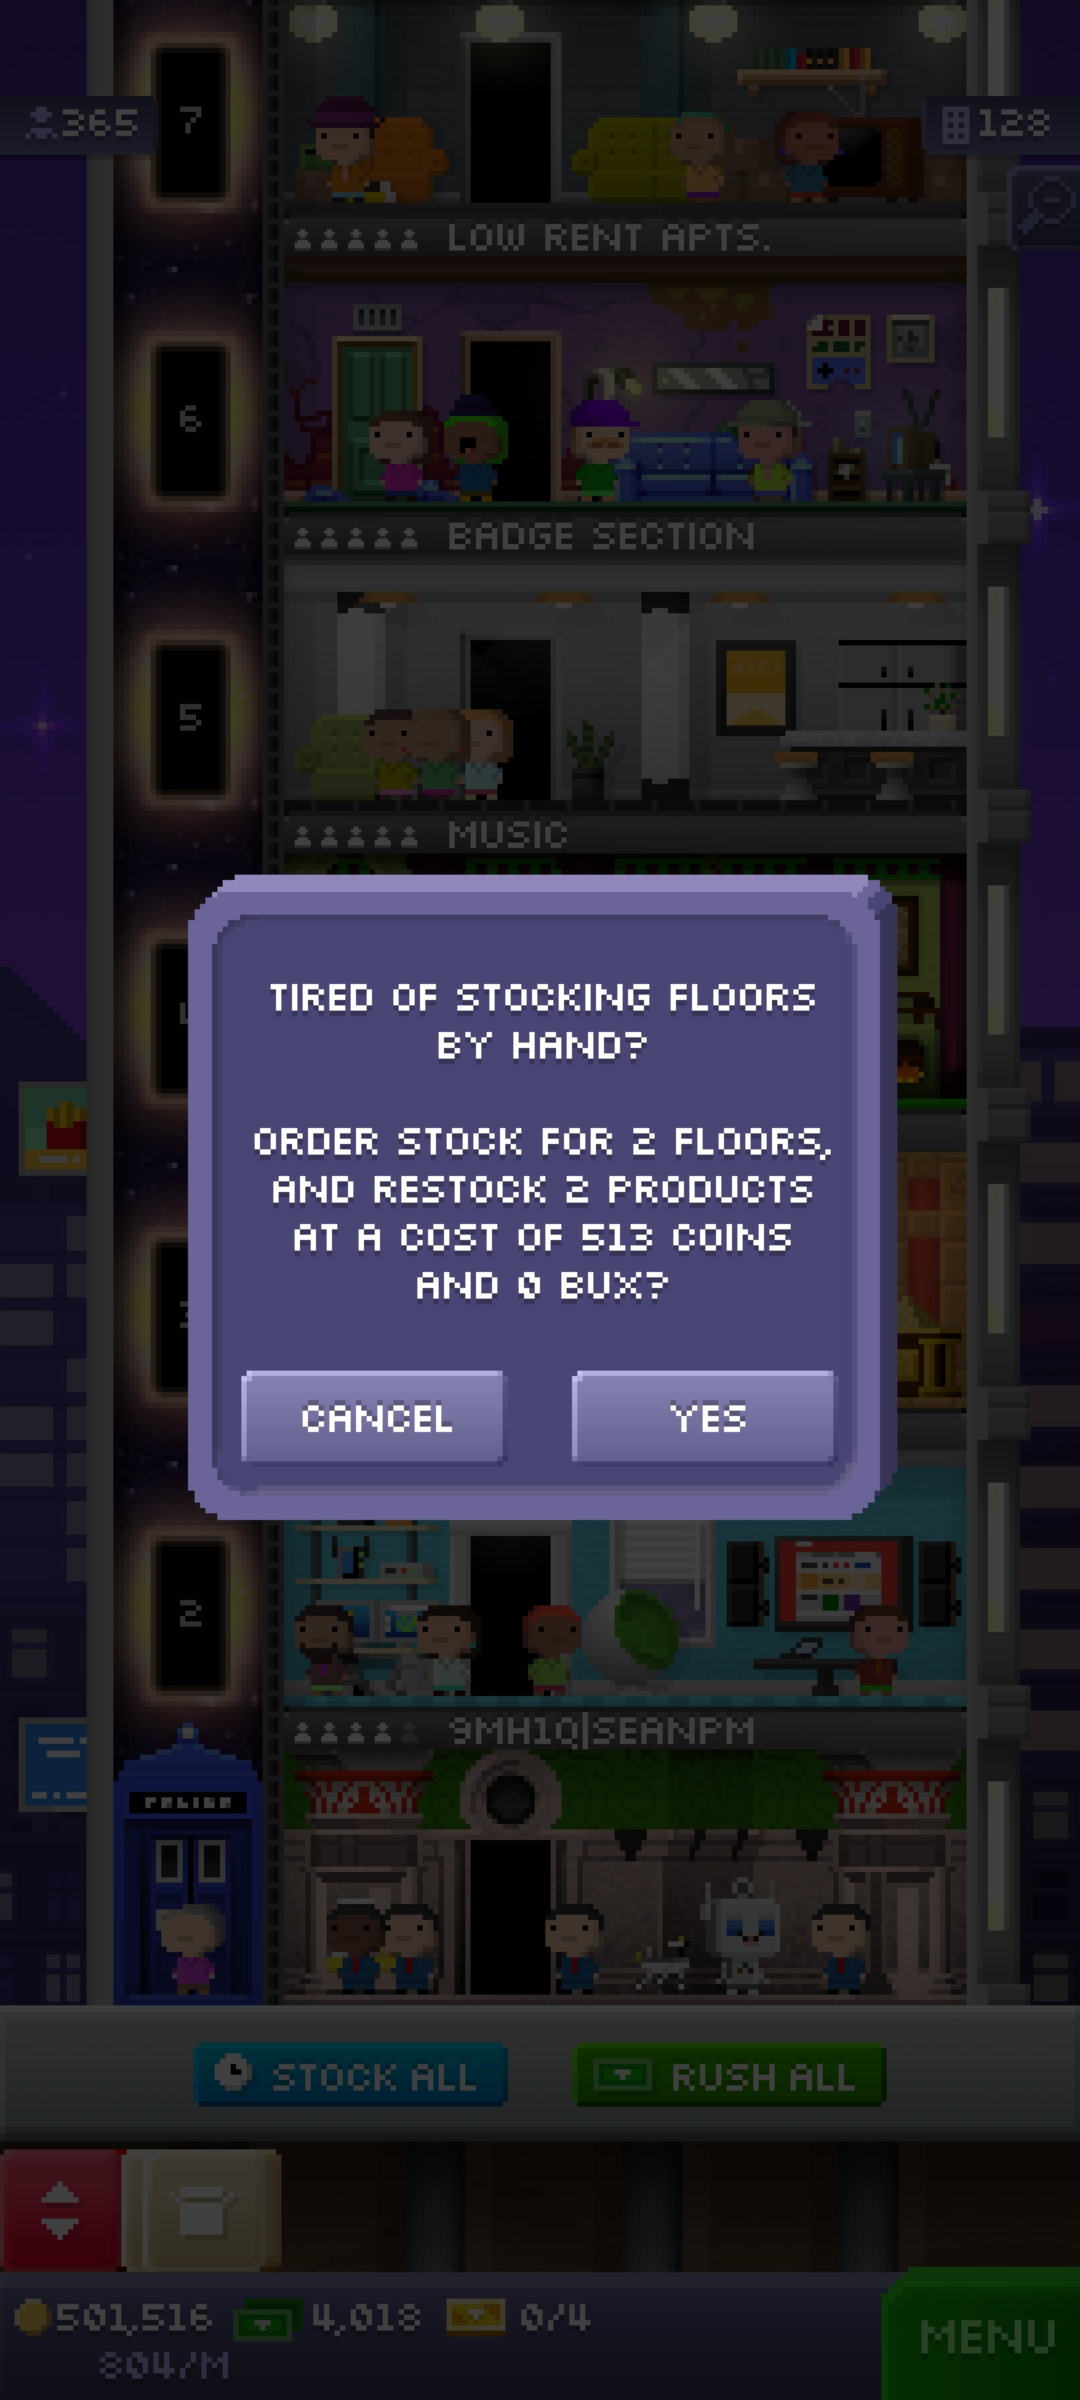 7
365
128
LOW RENT APTS.
6
BADGE SECTION
5
MUSIC
TIRED OF STOCKING FLOORS
BY HAND?
ORDER STOCK FOR 2 FLOORS,
AND RESTOCK 2 PRODUCTS
AT A COST OF 513 COINS
AND 0 BUX?
CANCEL
YES
2
9MH1Q|SEANPM
STOCK ALL
RUSH ALL
501,516
4,018
0/4
804/M
MENU